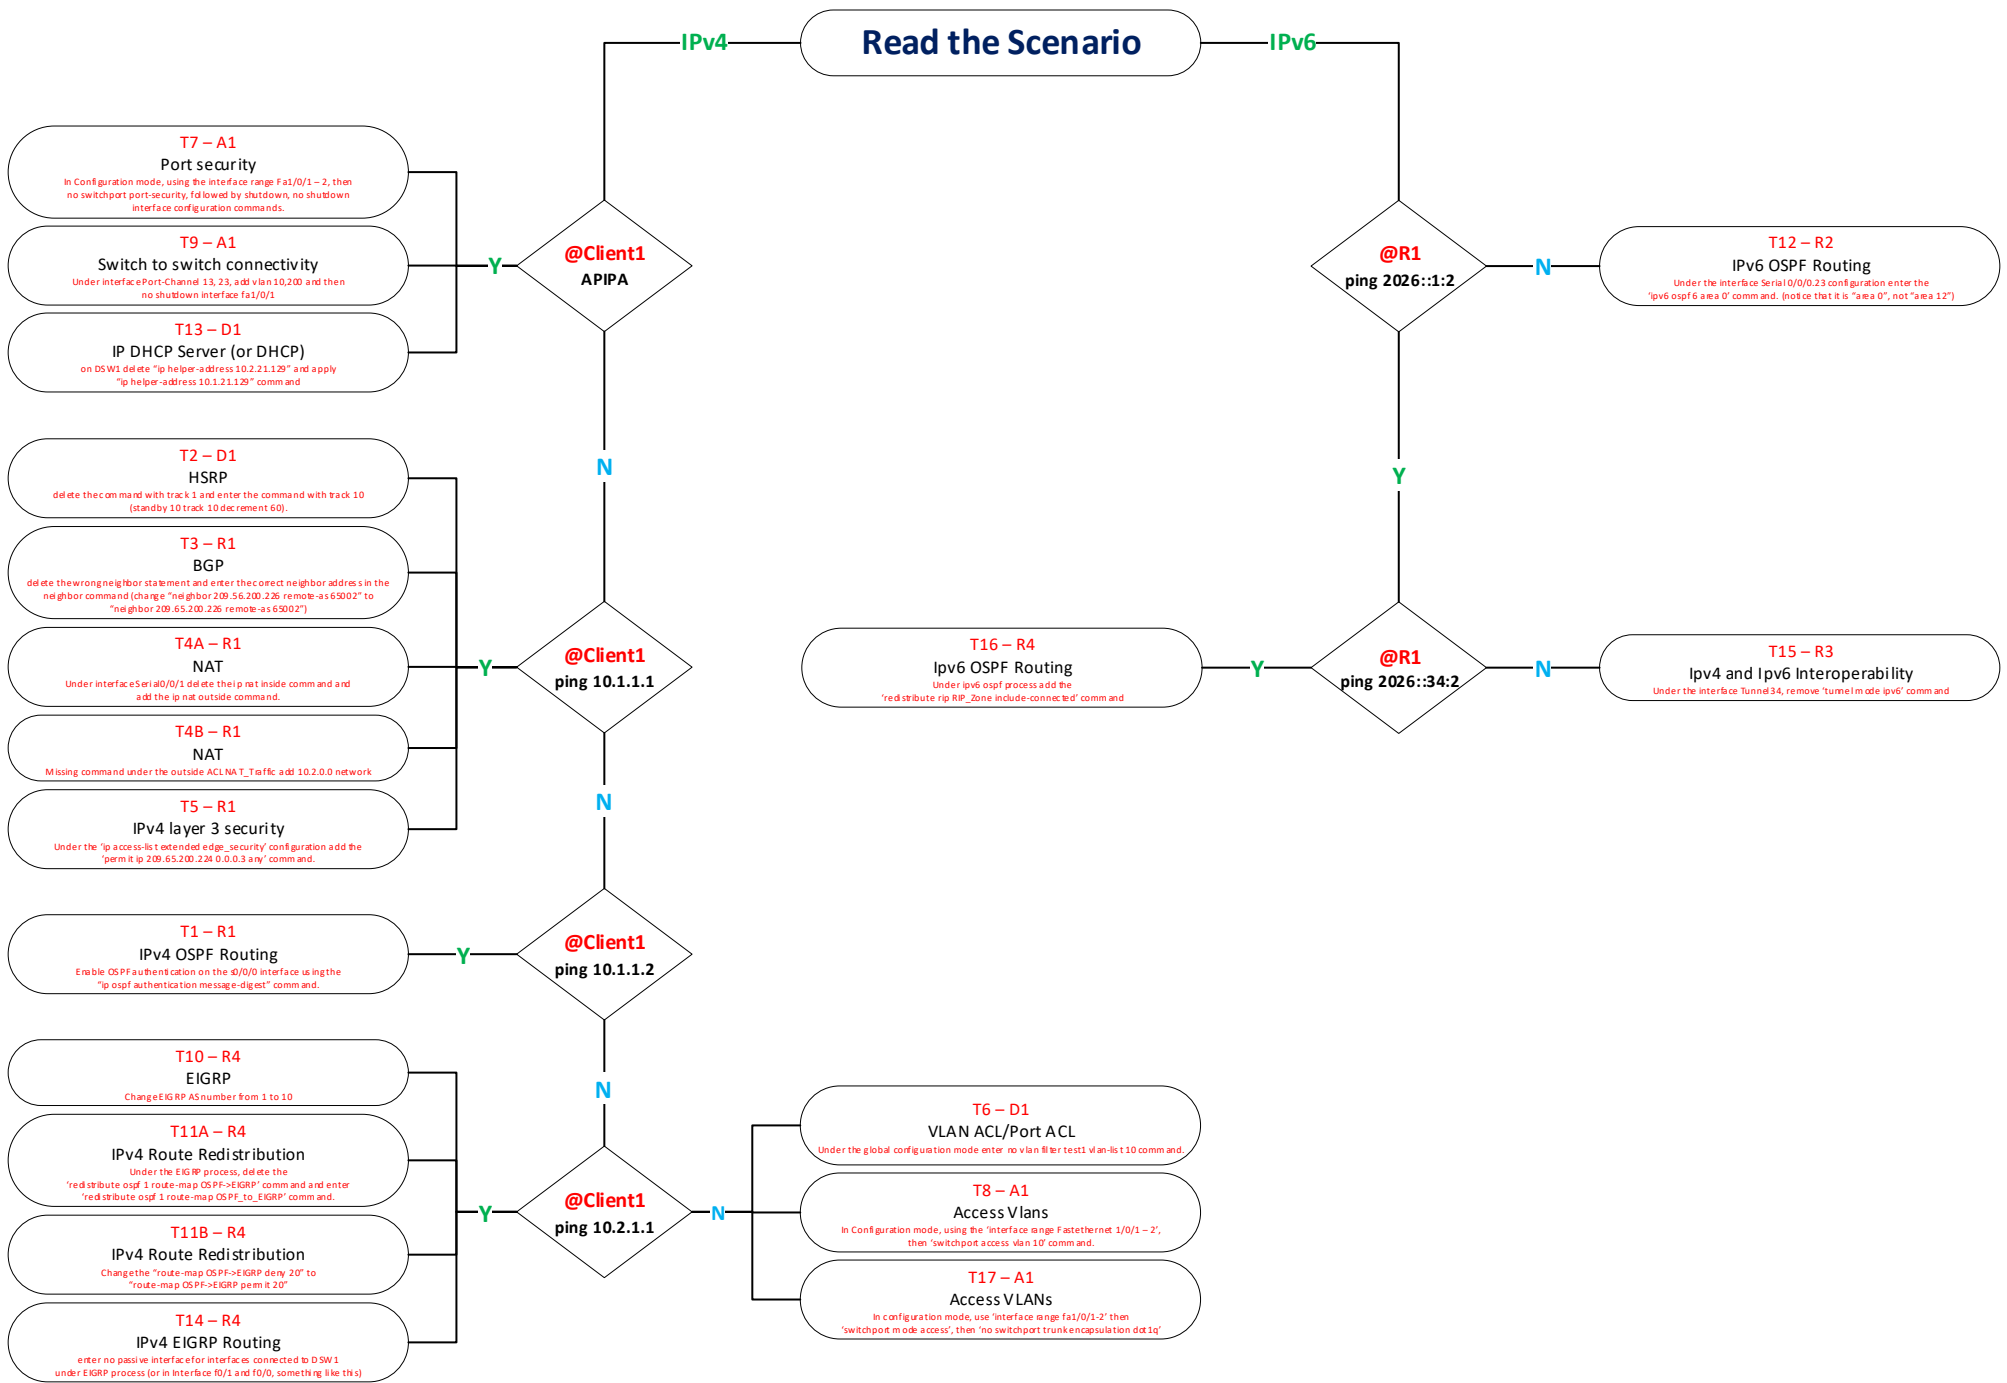 Read the Scenario
IPv4
IPv6
T7 – A1
Port security
In Configuration mode, using the interface range Fa1/0/1 – 2, then
no switchport port-security, followed by shutdown, no shutdown
interface configuration commands.
T9 – A1
Switch to switch connectivity
Under interface Port-Channel 13, 23, add vlan 10,200 and then
no shutdown interface fa1/0/1
T13 – D1
IP DHCP Server (or DHCP)
on DSW1 delete “ip helper-address 10.2.21.129” and apply
“ip helper-address 10.1.21.129” command
Y
@Client1
APIPA
N
T2 – D1
HSRP
delete the command with track 1 and enter the command with track 10
(standby 10 track 10 decrement 60).
T3 – R1
BGP
delete the wrong neighbor statement and enter the correct neighbor address in the
neighbor command (change “neighbor 209.56.200.226 remote-as 65002” to
“neighbor 209.65.200.226 remote-as 65002”)
T4A – R1
NAT
Under interface Serial0/0/1 delete the ip nat inside command and
add the ip nat outside command.
T4B – R1
NAT
Missing command under the outside ACL NAT_Traffic add 10.2.0.0 network
T5 – R1
IPv4 layer 3 security
Under the ‘ip access-list extended edge_security’ configuration add the
‘permit ip 209.65.200.224 0.0.0.3 any’ command.
Y
@Client1
ping 10.1.1.1
N
T1 – R1
IPv4 OSPF Routing
Enable OSPF authentication on the s0/0/0 interface using the
“ip ospf authentication message-digest” command.
Y
@Client1
ping 10.1.1.2
N
T10 – R4
EIGRP
Change EIGRP AS number from 1 to 10
T11A – R4
IPv4 Route Redistribution
Under the EIGRP process, delete the
‘redistribute ospf 1 route-map OSPF->EIGRP’ command and enter
‘redistribute ospf 1 route-map OSPF_to_EIGRP’ command.
T11B – R4
IPv4 Route Redistribution
Change the “route-map OSPF->EIGRP deny 20” to
“route-map OSPF->EIGRP permit 20”
T14 – R4
IPv4 EIGRP Routing
enter no passive interface for interfaces connected to DSW1
under EIGRP process (or in Interface f0/1 and f0/0, something like this)
Y
@Client1
ping 10.2.1.1
N
T6 – D1
VLAN ACL/Port ACL
Under the global configuration mode enter no vlan filter test1 vlan-list 10 command.
T8 – A1
Access Vlans
In Configuration mode, using the ‘interface range Fastethernet 1/0/1 – 2’,
then ‘switchport access vlan 10’ command.
T17 – A1
Access VLANs
In configuration mode, use ‘interface range fa1/0/1-2’ then
‘switchport mode access’, then ‘no switchport trunk encapsulation dot1q’
@R1
ping 2026::1:2
N
T12 – R2
IPv6 OSPF Routing
Under the interface Serial 0/0/0.23 configuration enter the
‘ipv6 ospf 6 area 0’ command. (notice that it is “area 0”, not “area 12”)
Y
T16 – R4
Ipv6 OSPF Routing
Under ipv6 ospf process add the
‘redistribute rip RIP_Zone include-connected’ command
Y
@R1
ping 2026::34:2
N
T15 – R3
Ipv4 and Ipv6 Interoperability
Under the interface Tunnel34, remove ‘tunnel mode ipv6’ command